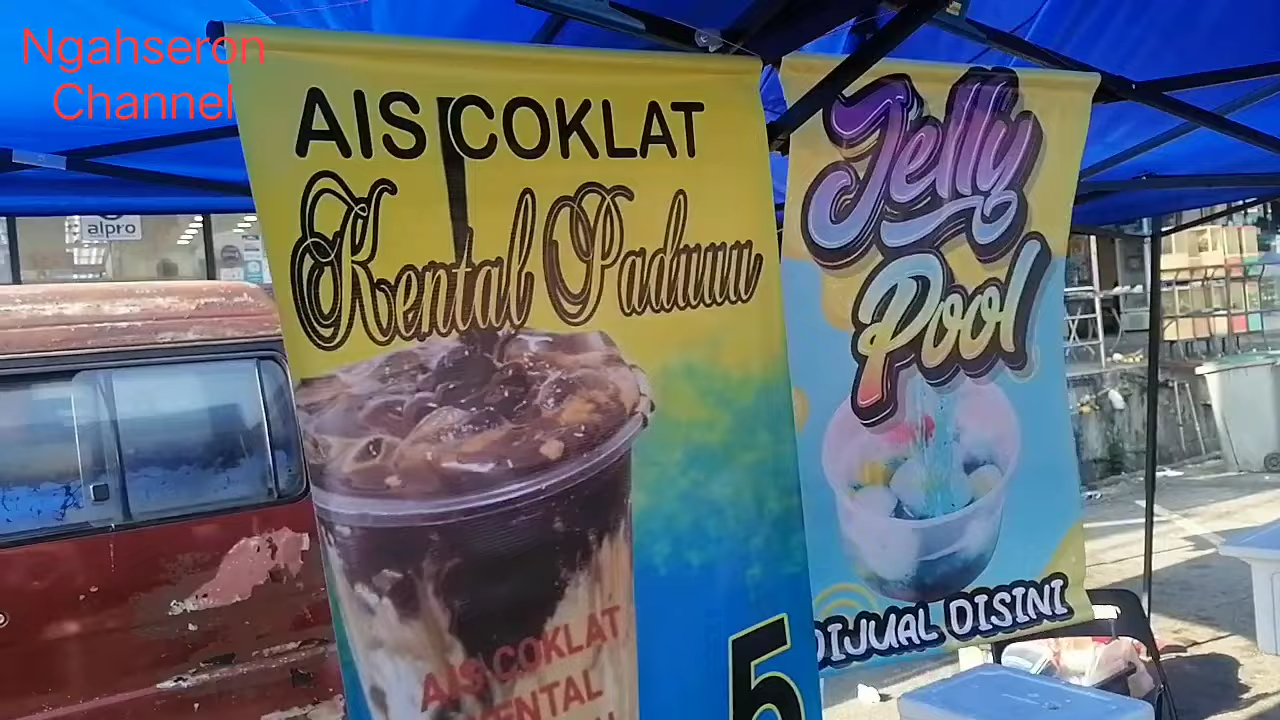 Ngahseron
Channel
alpro
AIS COKLAT
Kental Paduuu
AIS COKLAT
KENTAL
5
Jelly
Pool
DIJUAL DISINI